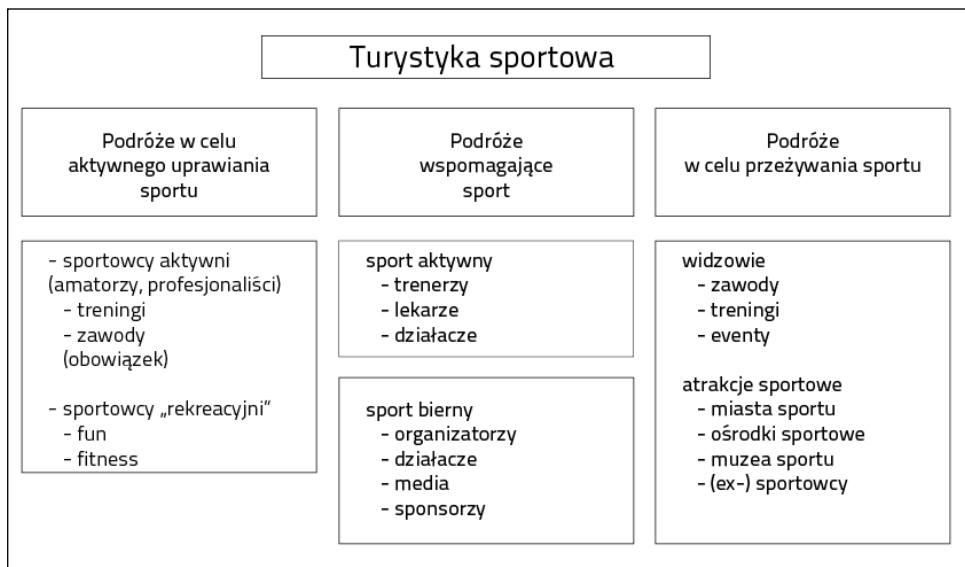 Turystyka sportowa
Podróże w celu
aktywnego uprawiania
sportu
- sportowcy aktywni
(amatorzy, profesjonaliści)
- treningi
- zawody
(obowiązek)
- sportowcy „rekreacyjni”
- fun
- fitness
Podróże
wspomagające
sport
sport aktywny
- trenerzy
- lekarze
- działacze
sport bierny
- organizatorzy
- działacze
- media
- sponsorzy
Podróże
w celu przeżywania sportu
widzowie
- zawody
- treningi
- eventy
atrakcje sportowe
- miasta sportu
- ośrodki sportowe
- muzea sportu
- (ex-) sportowcy